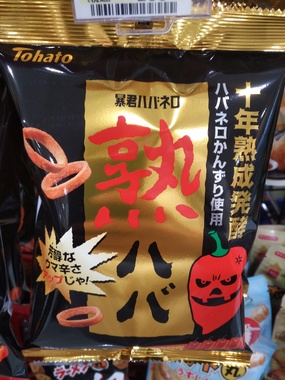 Tohato
暴君ハバネロ
熟ハバ
十年熟成発酵
ハバネロかんずり使用
芳醇な
ウマ辛さ
アップじゃ!